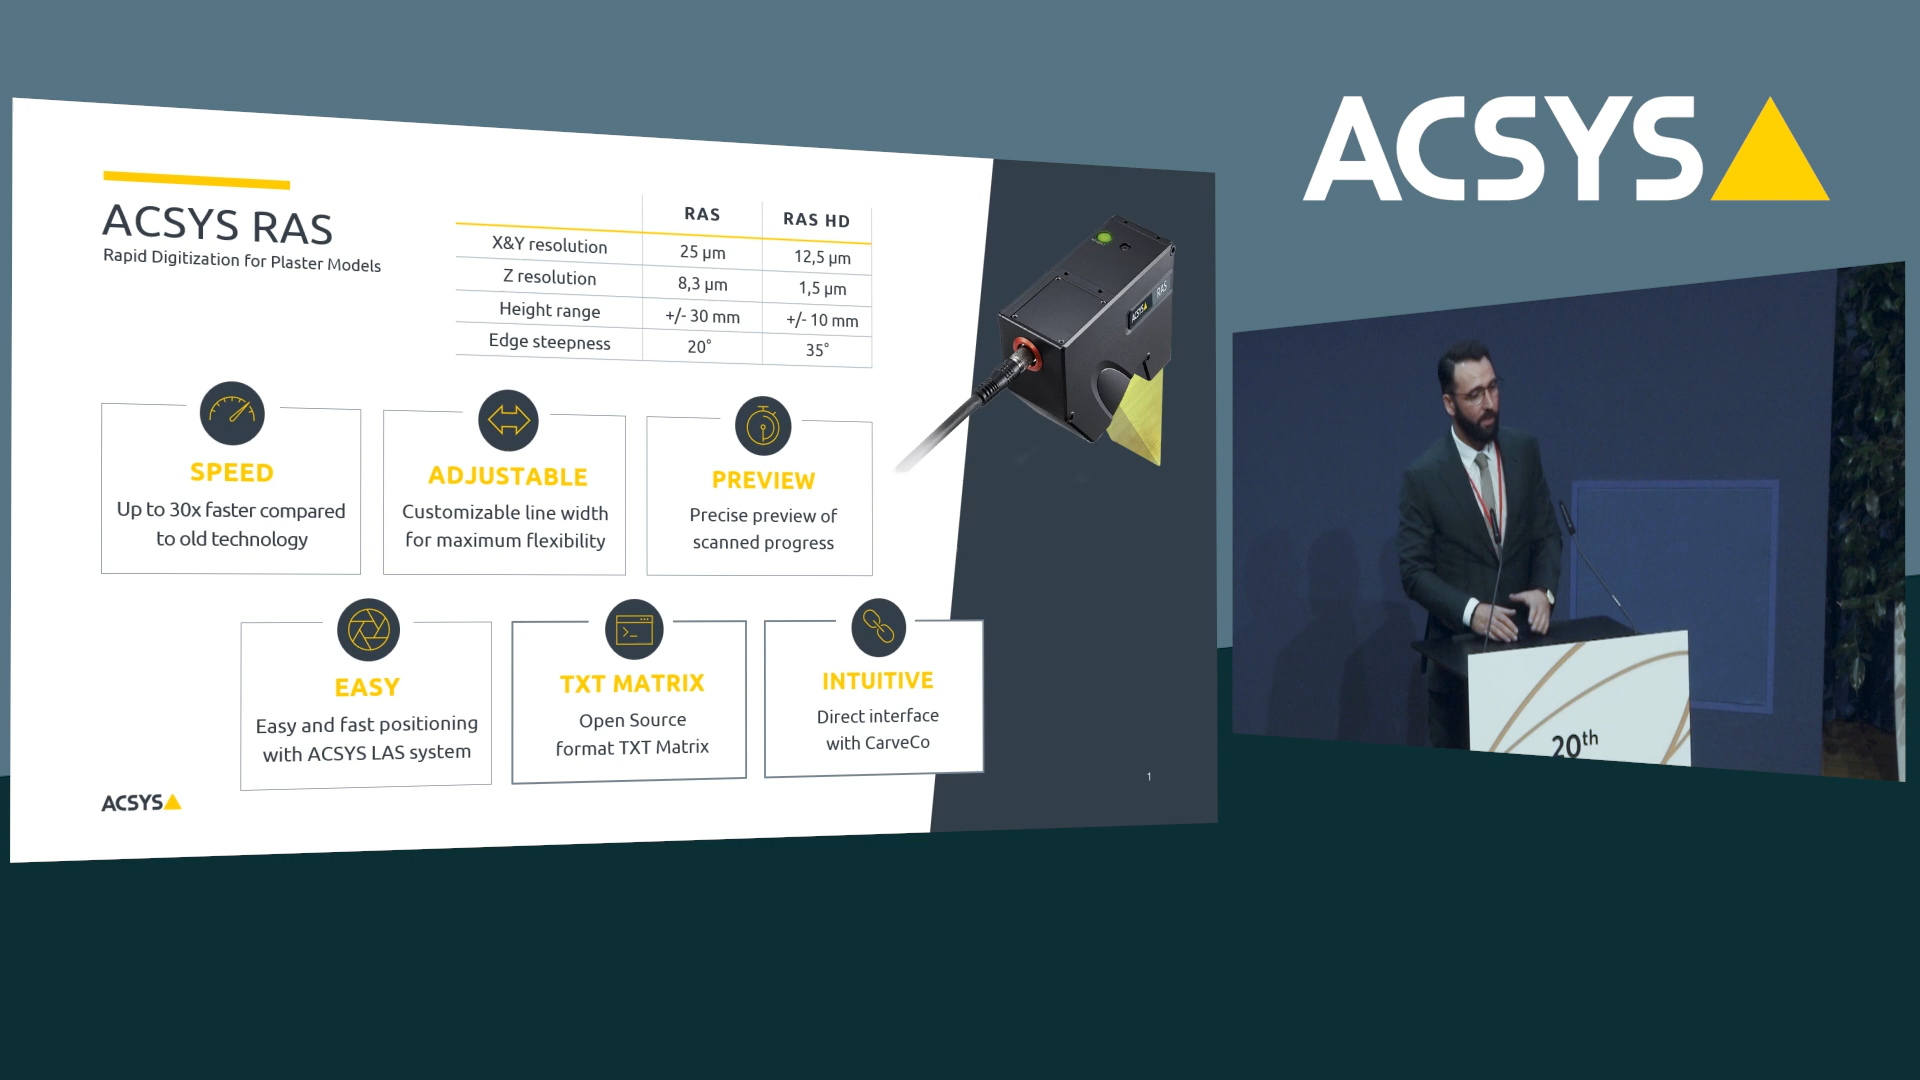 ACSYS
ACSYS RAS
Rapid Digitization for Plaster Models
RAS RAS HD
X&Y resolution 25 µm 12,5 µm
Z resolution 8,3 µm 1,5 µm
Height range +/- 30 mm +/- 10 mm
Edge steepness 20° 35°
ACSYS RAS
SPEED
Up to 30x faster compared
to old technology
ADJUSTABLE
Customizable line width
for maximum flexibility
PREVIEW
Precise preview of
scanned progress
EASY
Easy and fast positioning
with ACSYS LAS system
TXT MATRIX
Open Source
format TXT Matrix
INTUITIVE
Direct interface
with CarveCo
ACSYS
1
20th